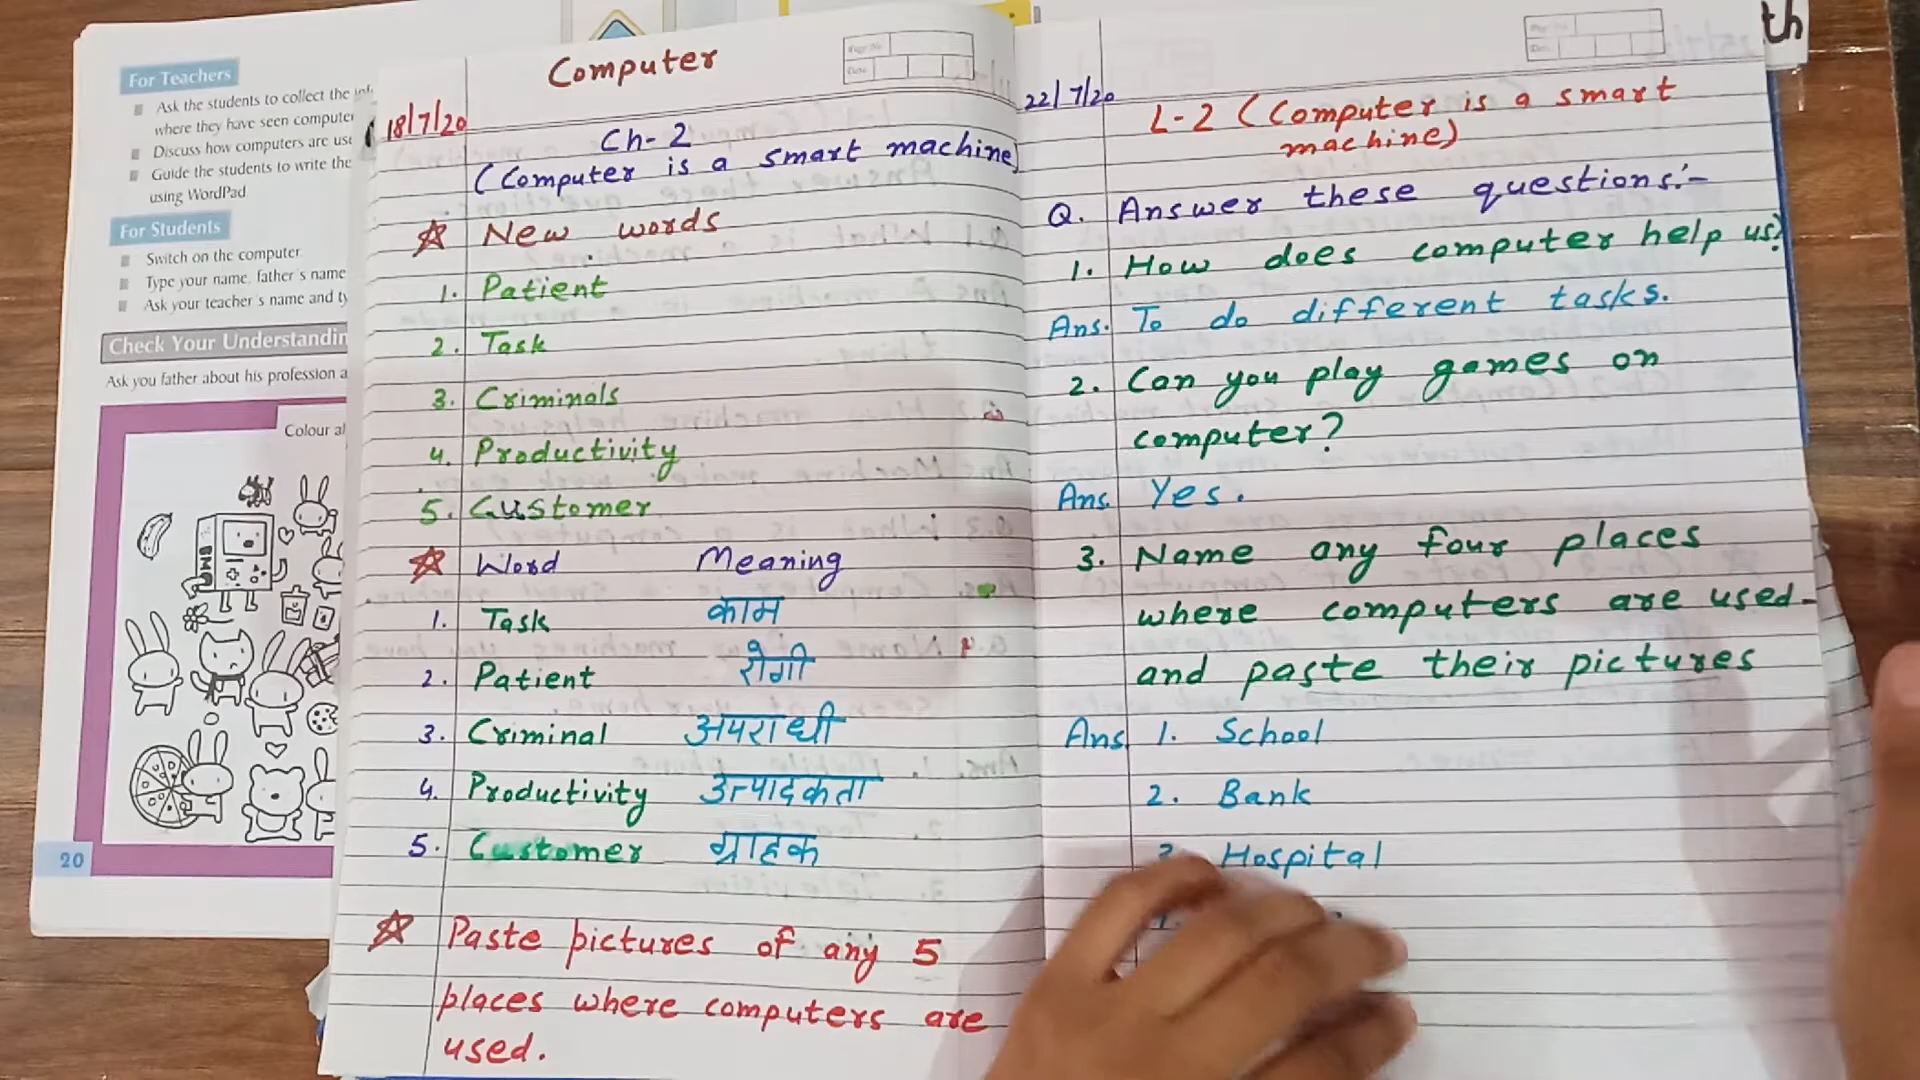 For Teachers
Ask the students to collect the
where they have seen
Discuss how computers are
Guide the students to write the
using WordPad
For Students
Switch on the computer
Type your name, father's name
Ask your teacher's name and
Check Your
Ask you father about his profession
Colour
BMO
20
Computer
18/7/20
Ch-2
(Computer is a smart machine)
New words
1. Patient
2. Task
3. Criminals
4. Productivity
5. Customer
Word Meaning
1. Task काम
2. Patient रोगी
3. Criminal अपराधी
4. Productivity उत्पादकता
5. Customer ग्राहक
Paste pictures of any 5
places where computers are
used.
th
22/7/20
L-2 (Computer is a smart
machine)
Q. Answer these questions:-
1. How does computer help us?
Ans. To do different tasks.
2. Can you play games on
computer?
Ans. Yes.
3. Name any four places
where computers are used
and paste their pictures
Ans. 1. School
2. Bank
3. Hospital